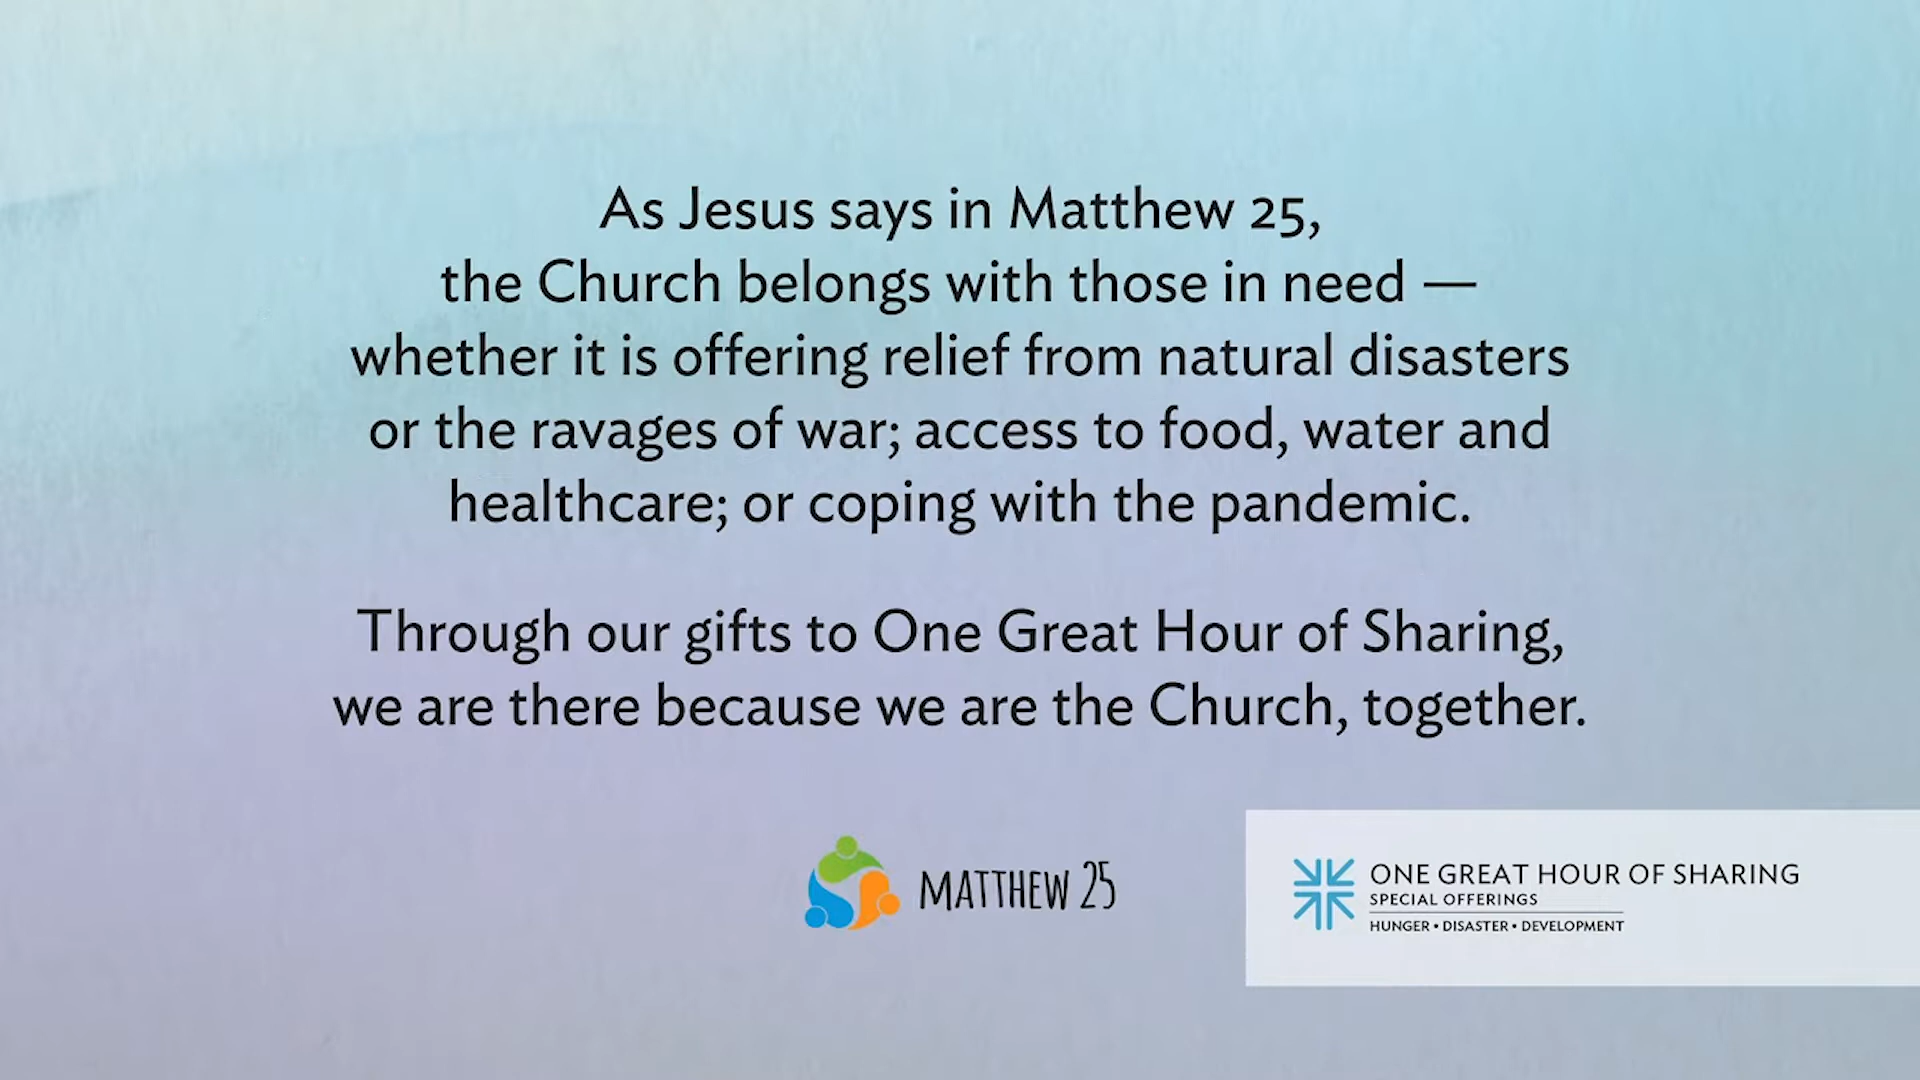 As Jesus says in Matthew 25,
the Church belongs with those in need —
whether it is offering relief from natural disasters
or the ravages of war; access to food, water and
healthcare; or coping with the pandemic.
Through our gifts to One Great Hour of Sharing,
we are there because we are the Church, together.
MATTHEW 25
ONE GREAT HOUR OF SHARING
SPECIAL OFFERINGS
HUNGER • DISASTER • DEVELOPMENT